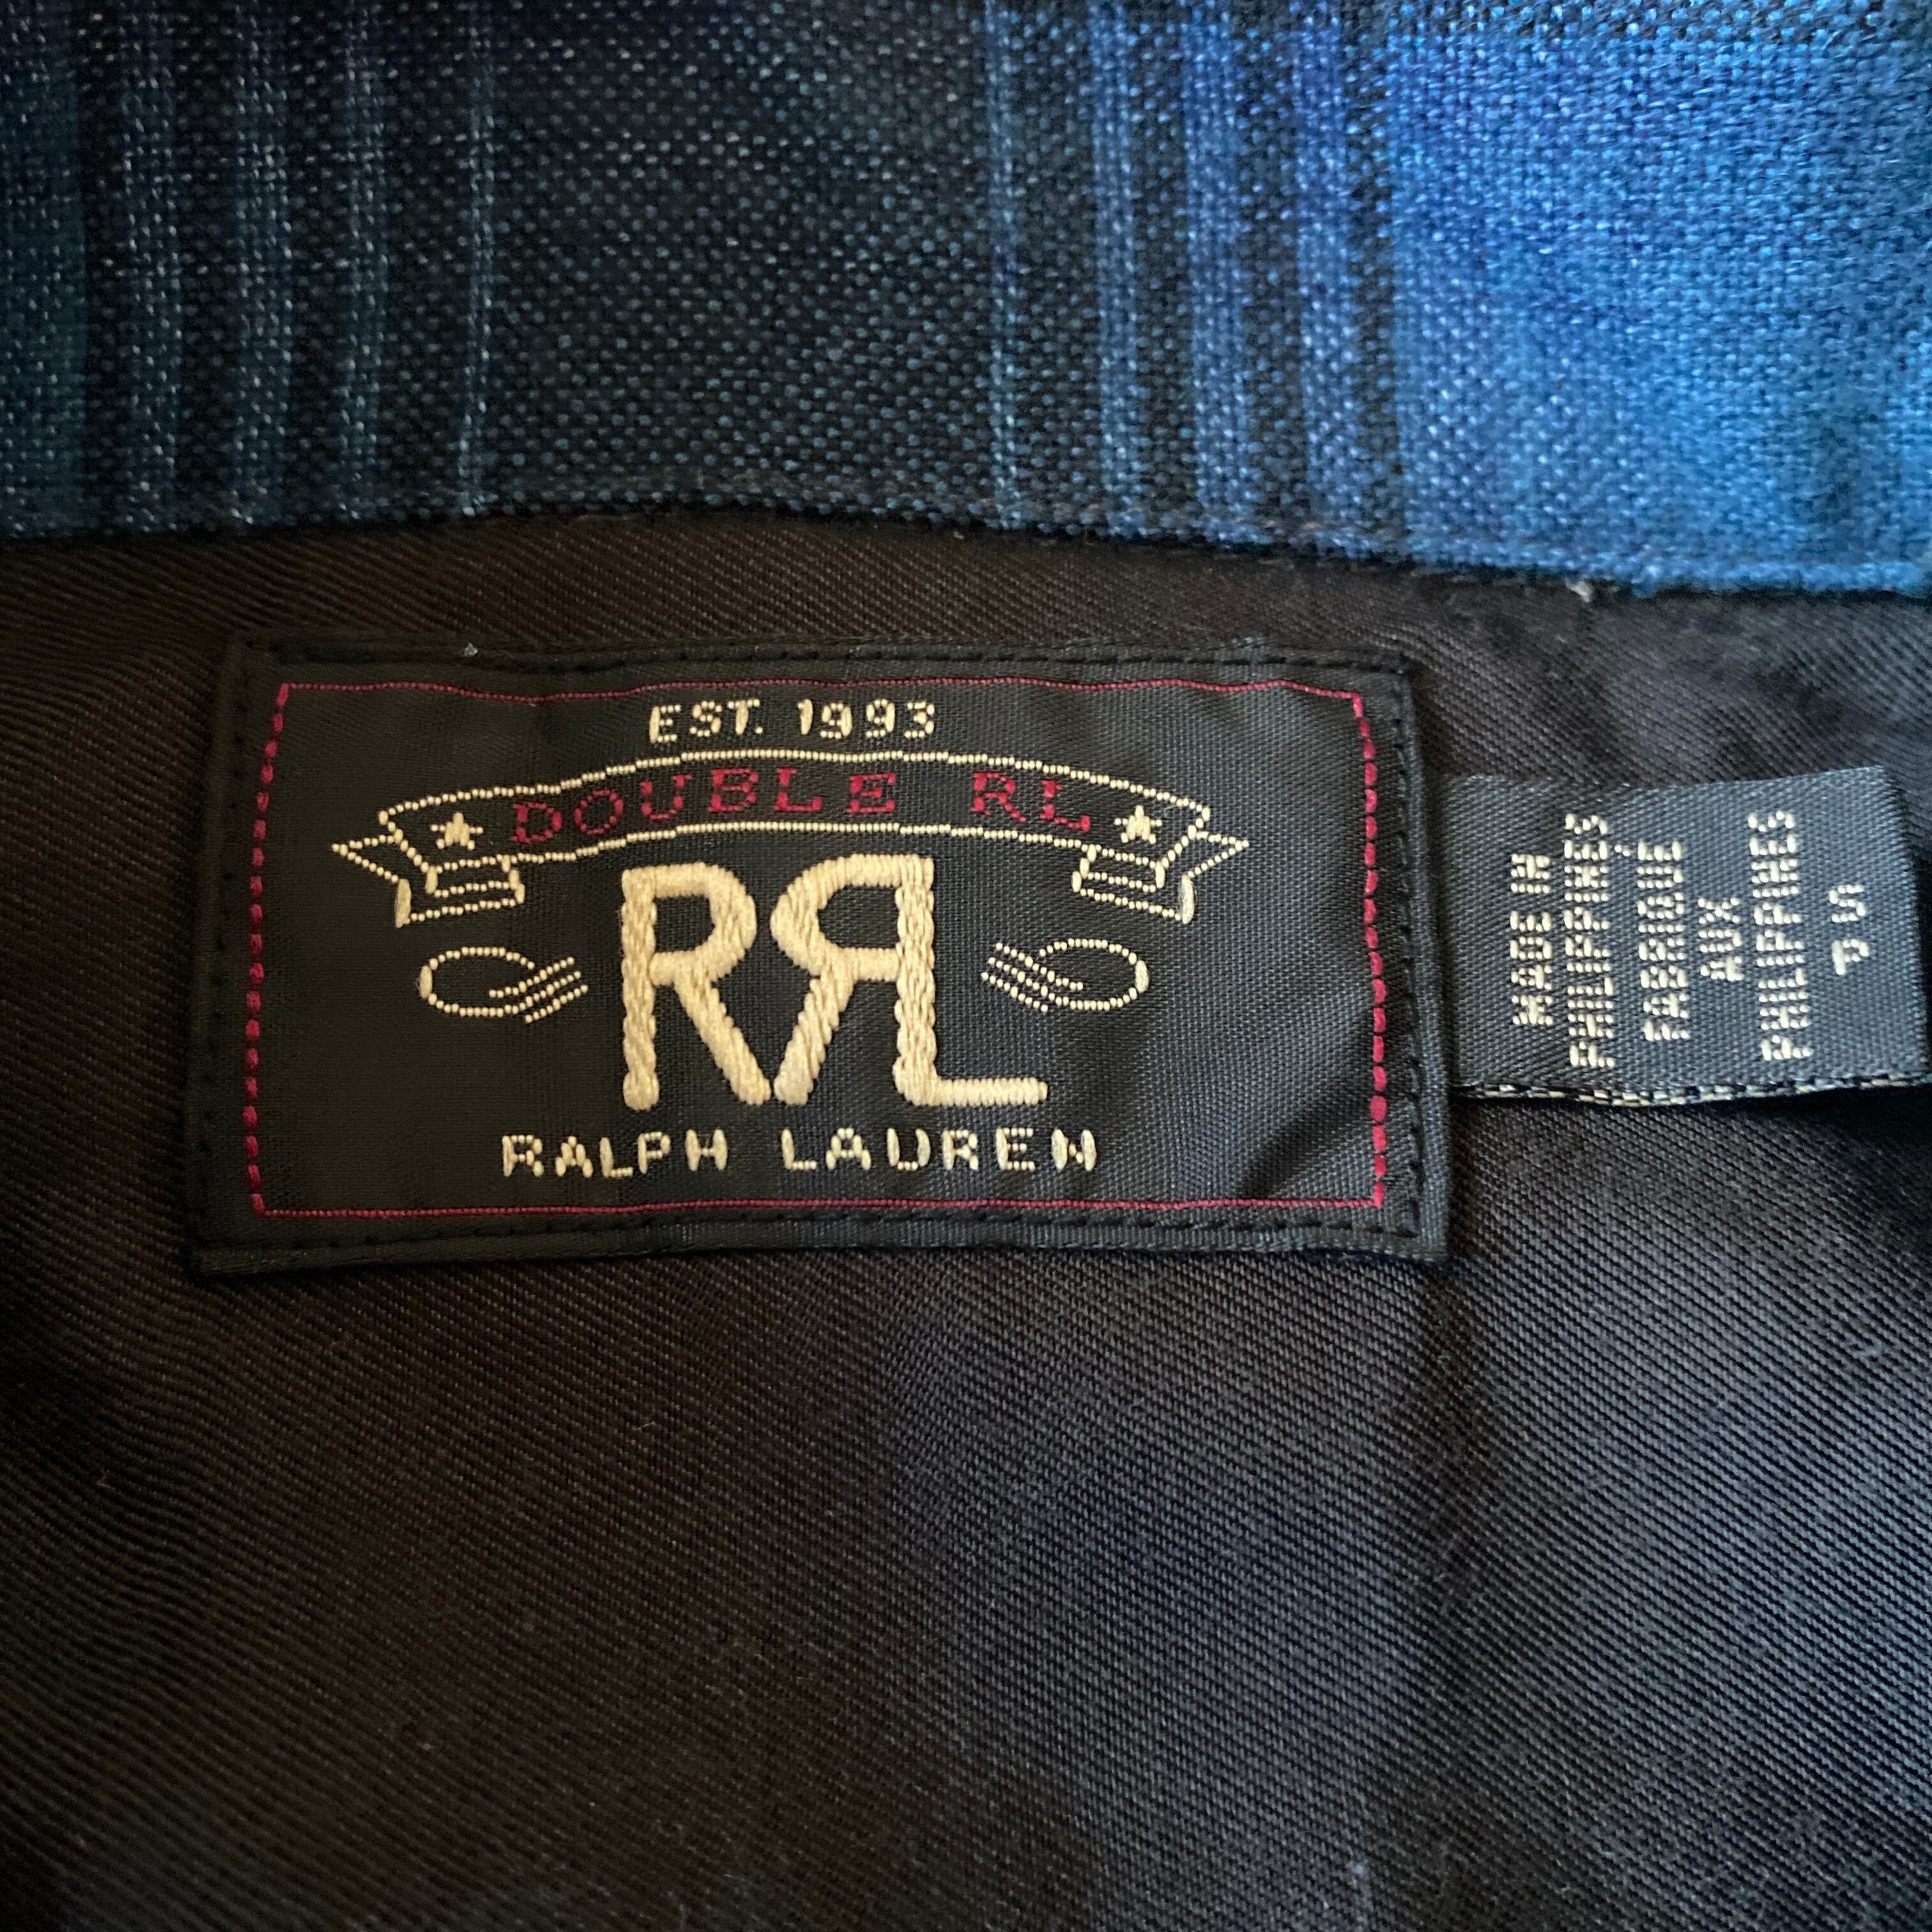 EST. 1993
DOUBLE RL
RRL
RALPH LAUREN
MADE IN
PHILIPPINES
FABRIQUÉ
AUX
PHILIPPINES
P S